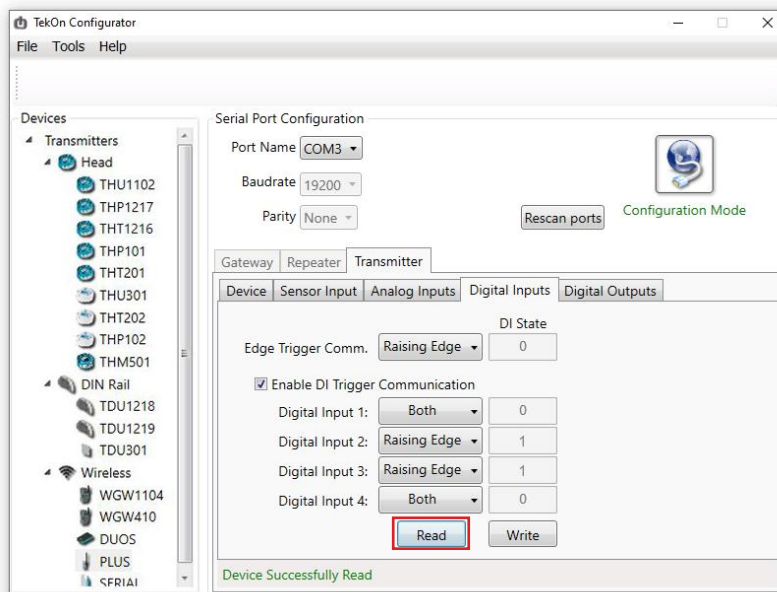 TekOn Configurator
File Tools Help
Devices
Transmitters
Head
THU1102
THP1217
THT1216
THP101
THT201
THU301
THT202
THP102
THM501
DIN Rail
TDU1218
TDU1219
TDU301
Wireless
WGW1104
WGW410
DUOS
PLUS
SERIAL
Serial Port Configuration
Port Name COM3
Baudrate 19200
Parity None
Rescan ports
Configuration Mode
Gateway Repeater Transmitter
Device Sensor Input Analog Inputs Digital Inputs Digital Outputs
DI State
Edge Trigger Comm. Raising Edge 0
Enable DI Trigger Communication
Digital Input 1: Both 0
Digital Input 2: Raising Edge 1
Digital Input 3: Raising Edge 1
Digital Input 4: Both 0
Read Write
Device Successfully Read